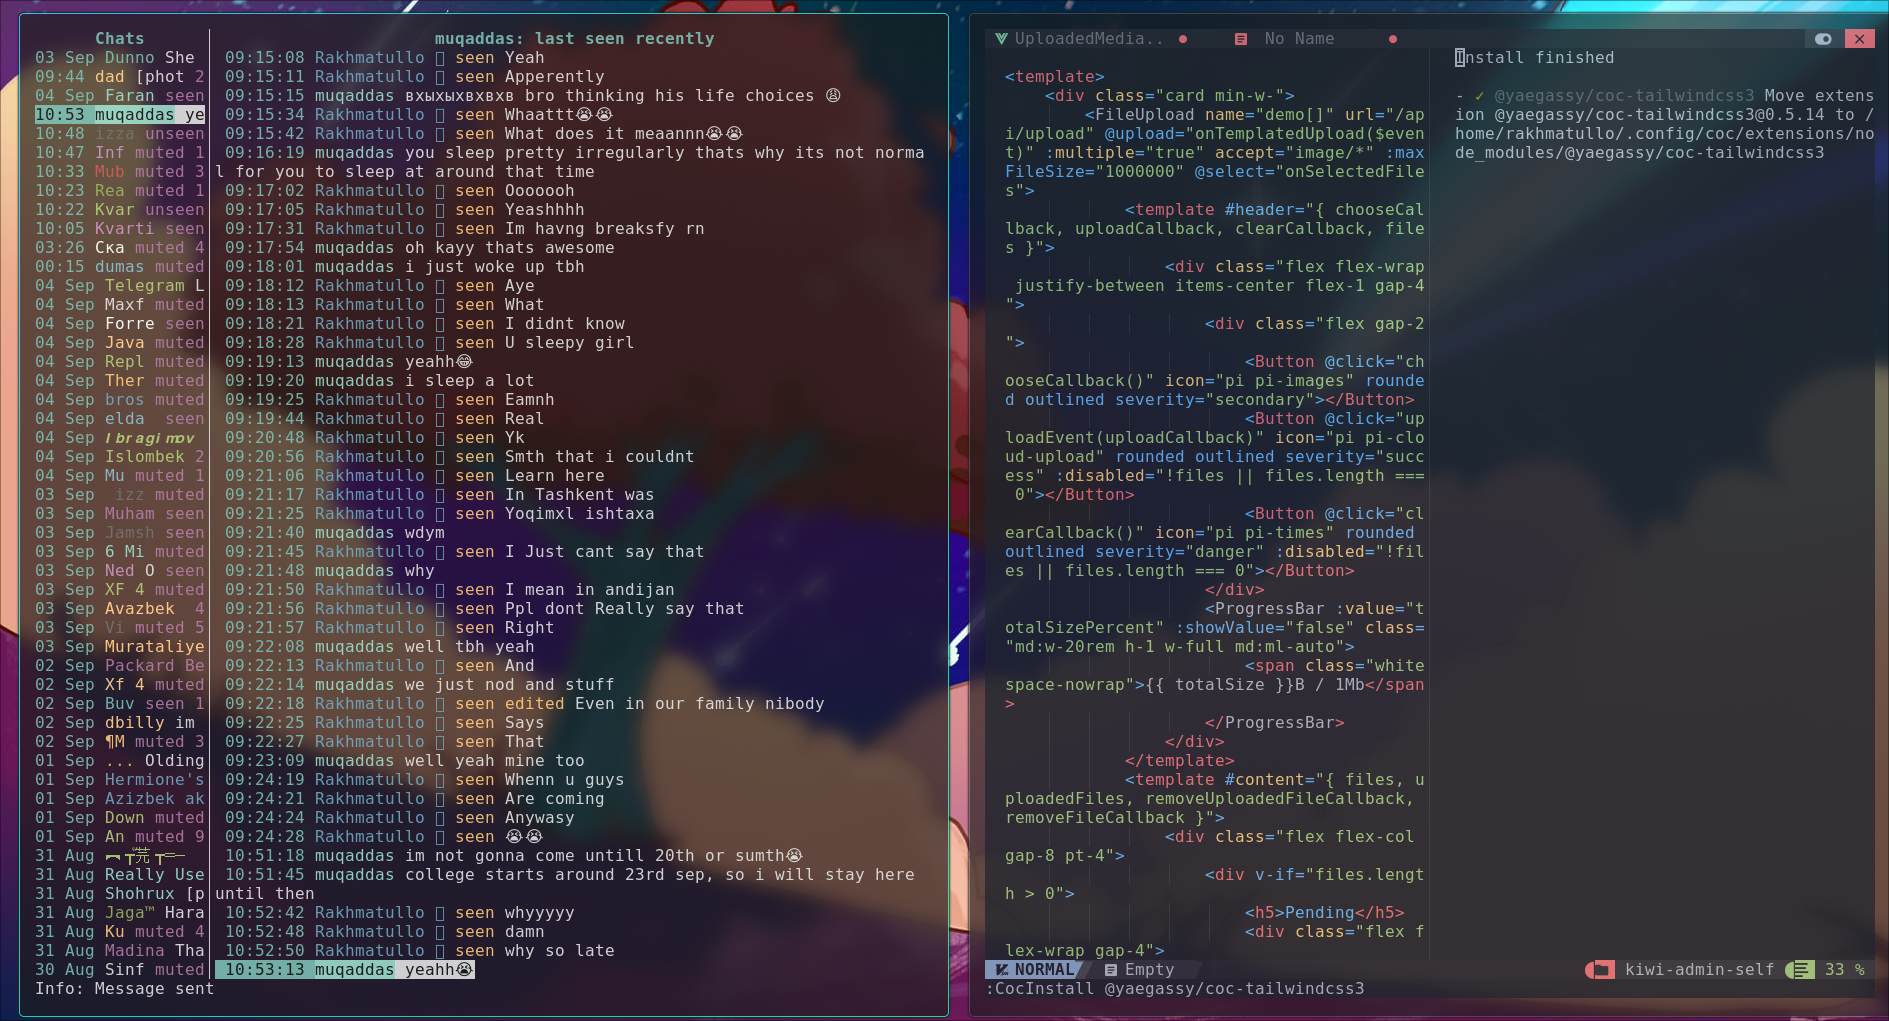 Chats
03 Sep Dunno She
09:44 dad [phot 2
04 Sep Faran seen
10:53 muqaddas ye
10:48 izza unseen
10:47 Inf muted 1
10:33 Mub muted 3
10:23 Rea muted 1
10:22 Kvar unseen
10:05 Kvarti seen
03:26 Ска muted 4
00:15 dumas muted
04 Sep Telegram L
04 Sep Maxf muted
04 Sep Forre seen
04 Sep Java muted
04 Sep Repl muted
04 Sep Ther muted
04 Sep bros muted
04 Sep elda  seen
04 Sep Ibragimov
04 Sep Islombek 2
04 Sep Mu muted 1
03 Sep  izz muted
03 Sep Muham seen
03 Sep Jamsh seen
03 Sep 6 Mi muted
03 Sep Ned O seen
03 Sep XF 4 muted
03 Sep Avazbek  4
03 Sep Vi muted 5
03 Sep Murataliye
02 Sep Packard Be
02 Sep Xf 4 muted
02 Sep Buv seen 1
02 Sep dbilly im
02 Sep ¶M muted 3
01 Sep ... Olding
01 Sep Hermione's
01 Sep Azizbek ak
01 Sep Down muted
01 Sep An muted 9
31 Aug
31 Aug Really Use
31 Aug Shohrux [p
31 Aug Jaga™ Hara
31 Aug Ku muted 4
31 Aug Madina Tha
30 Aug Sinf muted
muqaddas: last seen recently
09:15:08 Rakhmatullo seen Yeah
09:15:11 Rakhmatullo seen Apperently
09:15:15 muqaddas вхыхыхвхвхв bro thinking his life choices 😩
09:15:34 Rakhmatullo seen Whaattt😭😭
09:15:42 Rakhmatullo seen What does it meaannn😭😭
09:16:19 muqaddas you sleep pretty irregularly thats why its not norma
l for you to sleep at around that time
09:17:02 Rakhmatullo seen Ooooooh
09:17:05 Rakhmatullo seen Yeashhhh
09:17:31 Rakhmatullo seen Im havng breaksfy rn
09:17:54 muqaddas oh kayy thats awesome
09:18:01 muqaddas i just woke up tbh
09:18:12 Rakhmatullo seen Aye
09:18:13 Rakhmatullo seen What
09:18:21 Rakhmatullo seen I didnt know
09:18:28 Rakhmatullo seen U sleepy girl
09:19:13 muqaddas yeahh😂
09:19:20 muqaddas i sleep a lot
09:19:25 Rakhmatullo seen Eamnh
09:19:44 Rakhmatullo seen Real
09:20:48 Rakhmatullo seen Yk
09:20:56 Rakhmatullo seen Smth that i couldnt
09:21:06 Rakhmatullo seen Learn here
09:21:17 Rakhmatullo seen In Tashkent was
09:21:25 Rakhmatullo seen Yoqimxl ishtaxa
09:21:40 muqaddas wdym
09:21:45 Rakhmatullo seen I Just cant say that
09:21:48 muqaddas why
09:21:50 Rakhmatullo seen I mean in andijan
09:21:56 Rakhmatullo seen Ppl dont Really say that
09:21:57 Rakhmatullo seen Right
09:22:08 muqaddas well tbh yeah
09:22:13 Rakhmatullo seen And
09:22:14 muqaddas we just nod and stuff
09:22:18 Rakhmatullo seen edited Even in our family nibody
09:22:25 Rakhmatullo seen Says
09:22:27 Rakhmatullo seen That
09:23:09 muqaddas well yeah mine too
09:24:19 Rakhmatullo seen Whenn u guys
09:24:21 Rakhmatullo seen Are coming
09:24:24 Rakhmatullo seen Anywasy
09:24:28 Rakhmatullo seen 😭😭
10:51:18 muqaddas im not gonna come untill 20th or sumth😭
10:51:45 muqaddas college starts around 23rd sep, so i will stay here
until then
10:52:42 Rakhmatullo seen whyyyyy
10:52:48 Rakhmatullo seen damn
10:52:50 Rakhmatullo seen why so late
10:53:13 muqaddas yeahh😭
Info: Message sent
UploadedMedia.. ● No Name ●
<template>
<div class="card min-w-">
<FileUpload name="demo[]" url="/ap
i/upload" @upload="onTemplatedUpload($even
t)" :multiple="true" accept="image/*" :max
FileSize="1000000" @select="onSelectedFile
s">
<template #header="{ chooseCal
lback, uploadCallback, clearCallback, file
s }">
<div class="flex flex-wrap
justify-between items-center flex-1 gap-4
">
<div class="flex gap-2
">
<Button @click="ch
ooseCallback()" icon="pi pi-images" rounde
d outlined severity="secondary"></Button>
<Button @click="up
loadEvent(uploadCallback)" icon="pi pi-clo
ud-upload" rounded outlined severity="succ
ess" :disabled="!files || files.length ===
0"></Button>
<Button @click="cl
earCallback()" icon="pi pi-times" rounded
outlined severity="danger" :disabled="!fil
es || files.length === 0"></Button>
</div>
<ProgressBar :value="t
otalSizePercent" :showValue="false" class=
"md:w-20rem h-1 w-full md:ml-auto">
<span class="white
space-nowrap">{{ totalSize }}B / 1Mb</span
>
</ProgressBar>
</div>
</template>
<template #content="{ files, u
ploadedFiles, removeUploadedFileCallback,
removeFileCallback }">
<div class="flex flex-col
gap-8 pt-4">
<div v-if="files.lengt
h > 0">
<h5>Pending</h5>
<div class="flex f
lex-wrap gap-4">
Install finished
- ✓ @yaegassy/coc-tailwindcss3 Move extens
ion @yaegassy/coc-tailwindcss3@0.5.14 to /
home/rakhmatullo/.config/coc/extensions/no
de_modules/@yaegassy/coc-tailwindcss3
NORMAL Empty kiwi-admin-self 33 %
:CocInstall @yaegassy/coc-tailwindcss3